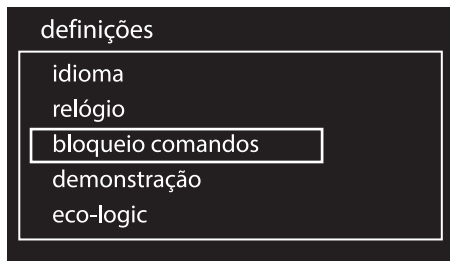 definições
idioma
relógio
bloqueio comandos
demonstração
eco-logic